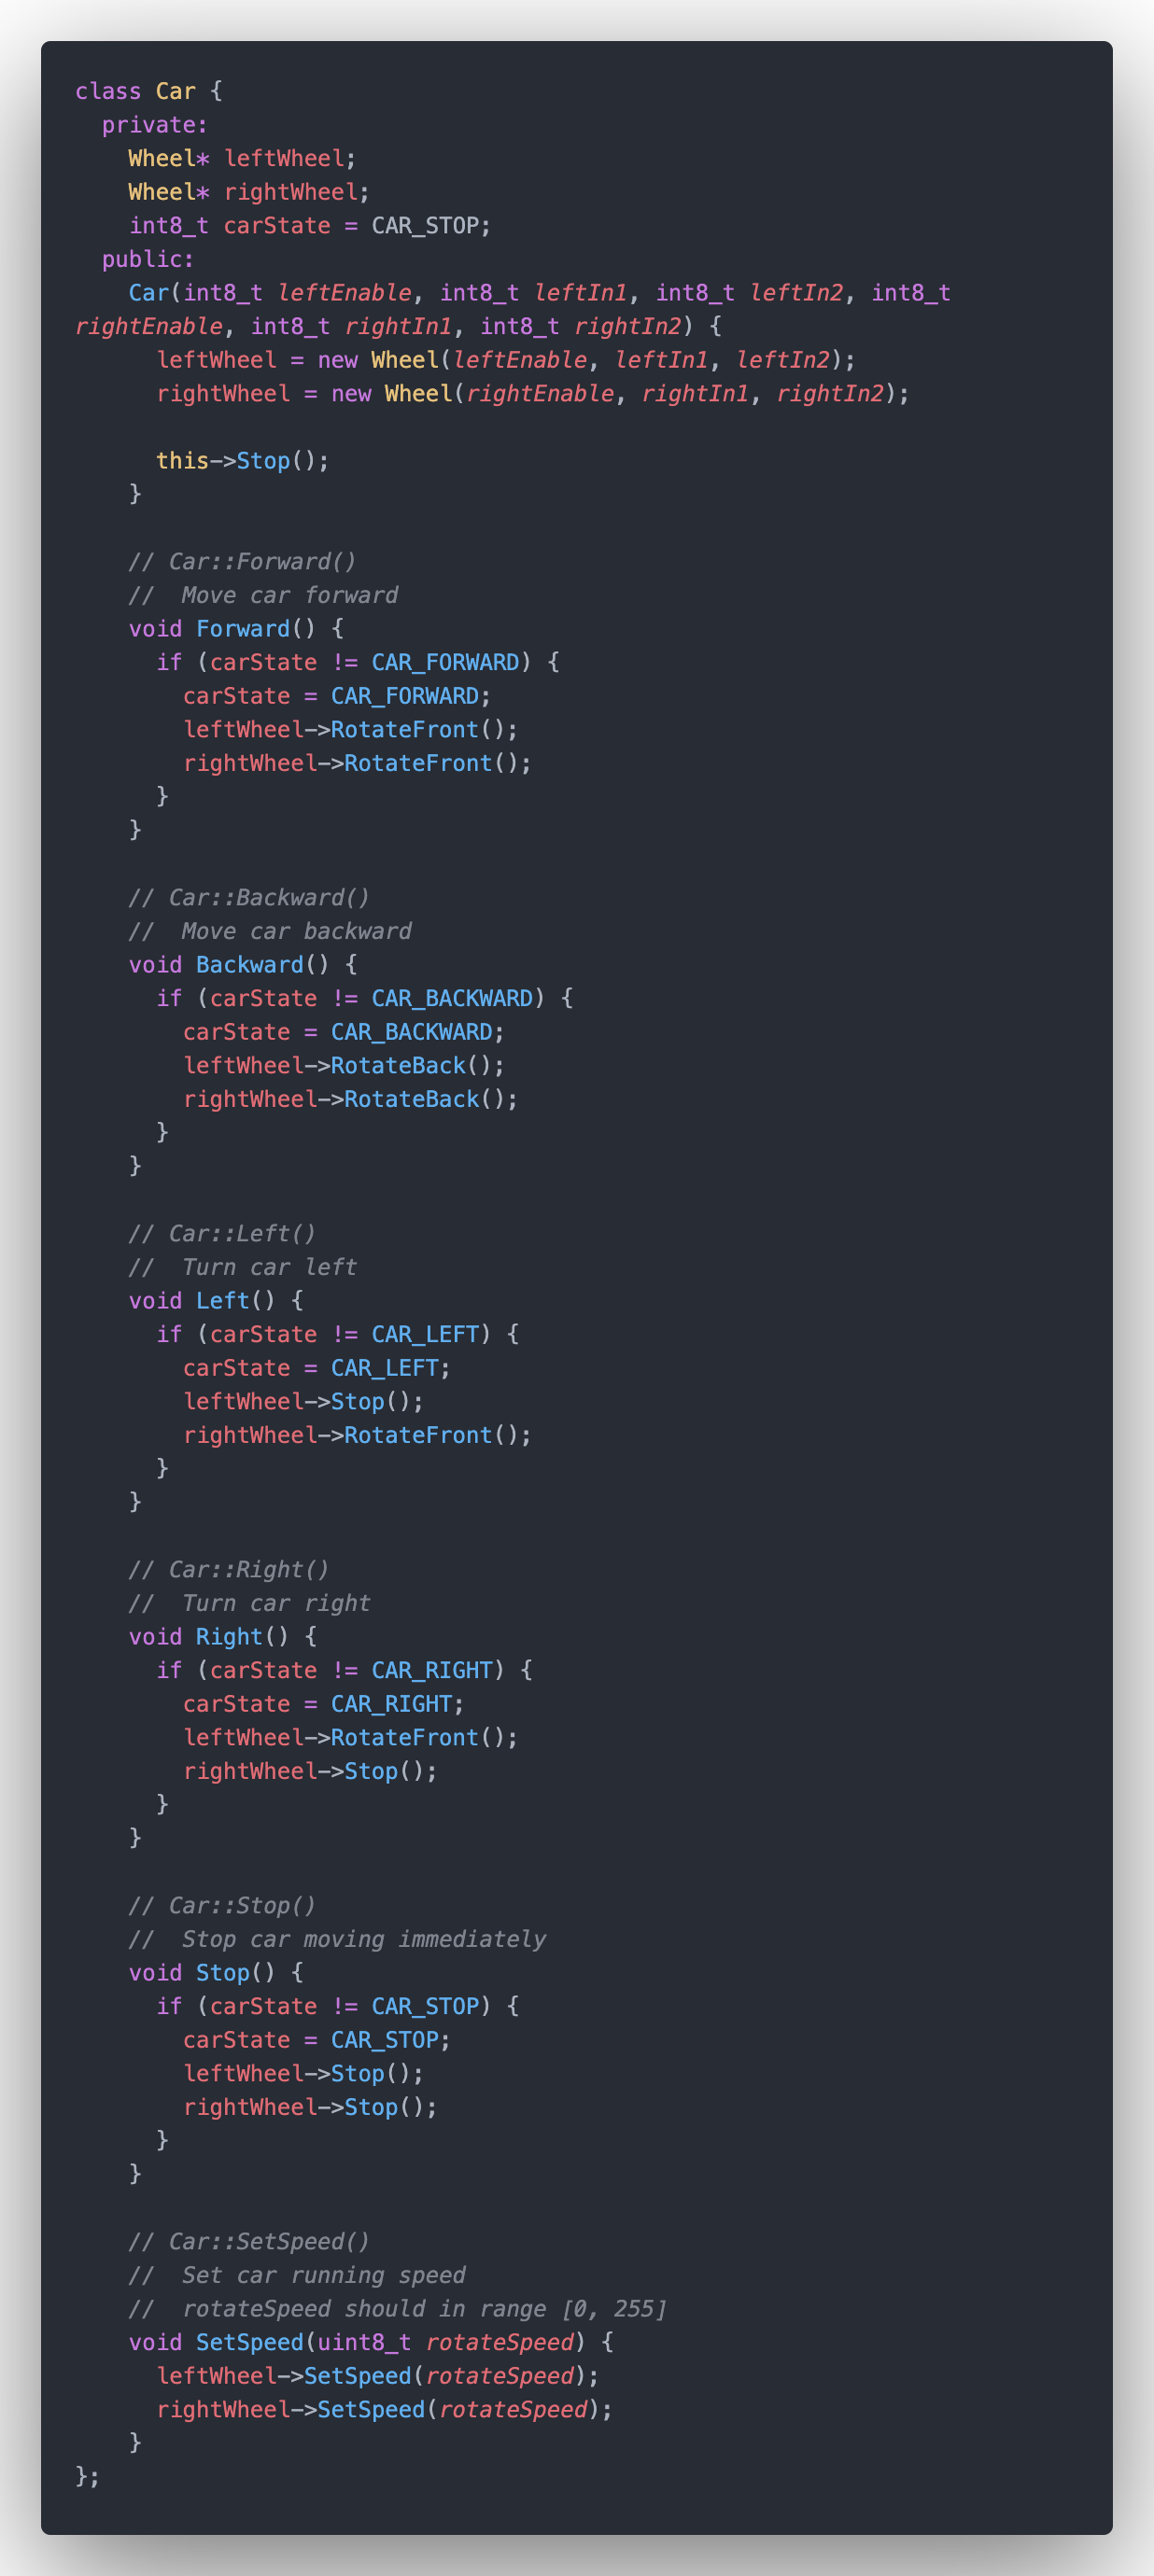 class Car {
  private:
    Wheel* leftWheel;
    Wheel* rightWheel;
    int8_t carState = CAR_STOP;
  public:
    Car(int8_t leftEnable, int8_t leftIn1, int8_t leftIn2, int8_t
rightEnable, int8_t rightIn1, int8_t rightIn2) {
      leftWheel = new Wheel(leftEnable, leftIn1, leftIn2);
      rightWheel = new Wheel(rightEnable, rightIn1, rightIn2);

      this->Stop();
    }

    // Car::Forward()
    //  Move car forward
    void Forward() {
      if (carState != CAR_FORWARD) {
        carState = CAR_FORWARD;
        leftWheel->RotateFront();
        rightWheel->RotateFront();
      }
    }

    // Car::Backward()
    //  Move car backward
    void Backward() {
      if (carState != CAR_BACKWARD) {
        carState = CAR_BACKWARD;
        leftWheel->RotateBack();
        rightWheel->RotateBack();
      }
    }

    // Car::Left()
    //  Turn car left
    void Left() {
      if (carState != CAR_LEFT) {
        carState = CAR_LEFT;
        leftWheel->Stop();
        rightWheel->RotateFront();
      }
    }

    // Car::Right()
    //  Turn car right
    void Right() {
      if (carState != CAR_RIGHT) {
        carState = CAR_RIGHT;
        leftWheel->RotateFront();
        rightWheel->Stop();
      }
    }

    // Car::Stop()
    //  Stop car moving immediately
    void Stop() {
      if (carState != CAR_STOP) {
        carState = CAR_STOP;
        leftWheel->Stop();
        rightWheel->Stop();
      }
    }

    // Car::SetSpeed()
    //  Set car running speed
    //  rotateSpeed should in range [0, 255]
    void SetSpeed(uint8_t rotateSpeed) {
      leftWheel->SetSpeed(rotateSpeed);
      rightWheel->SetSpeed(rotateSpeed);
    }
};